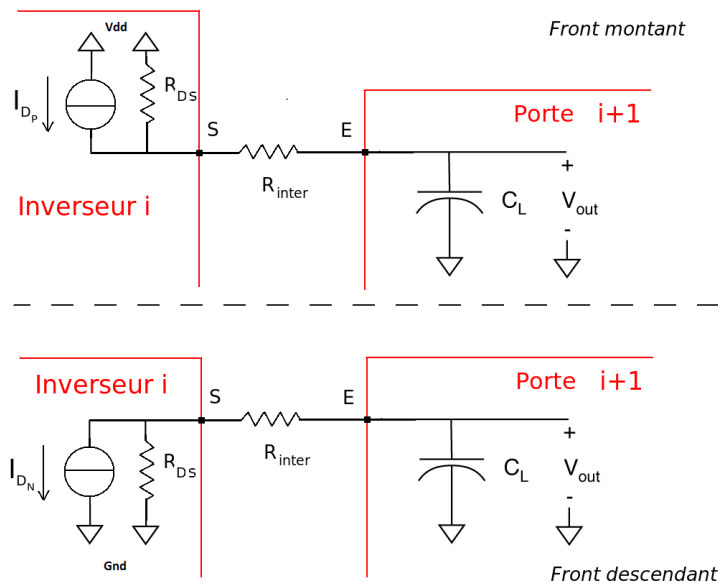 Vdd
Front montant
I_DP
R_DS
S
E
Porte i+1
R_inter
Inverseur i
C_L
V_out
+
-
Inverseur i
S
E
Porte i+1
I_DN
R_DS
R_inter
C_L
V_out
+
-
Gnd
Front descendant